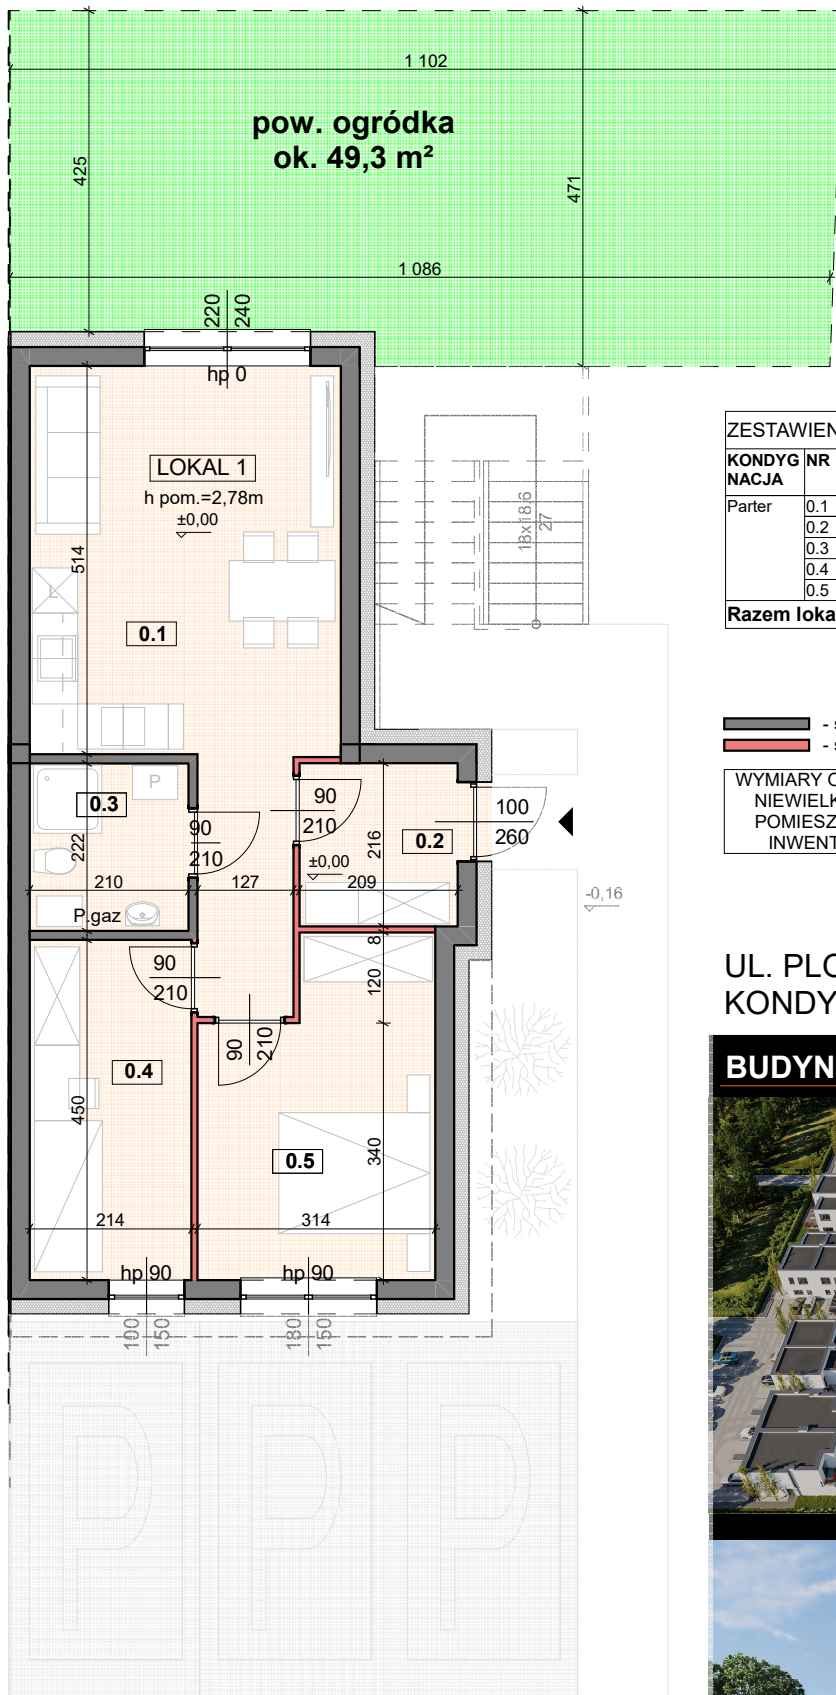 1 102
pow. ogródka
ok. 49,3 m²
425
471
1 086
220
240
hp 0
LOKAL 1
h pom.=2,78m
±0,00
514
L
0.1
18x18,6
27
ZESTAWIEN
KONDYG NR
NACJA
Parter 0.1
0.2
0.3
0.4
0.5
Razem loka
- s
- s
WYMIARY O
NIEWIELK
POMIESZ
INWENT
0.3
P
90
210
222
210
P.gaz
127
90
210
±0,00
209
216
0.2
100
260
-0,16
8
120
90
210
90
210
0.4
450
214
0.5
340
314
hp 90
hp 90
100
150
180
150
P P P
UL. PLO
KONDY
BUDYN